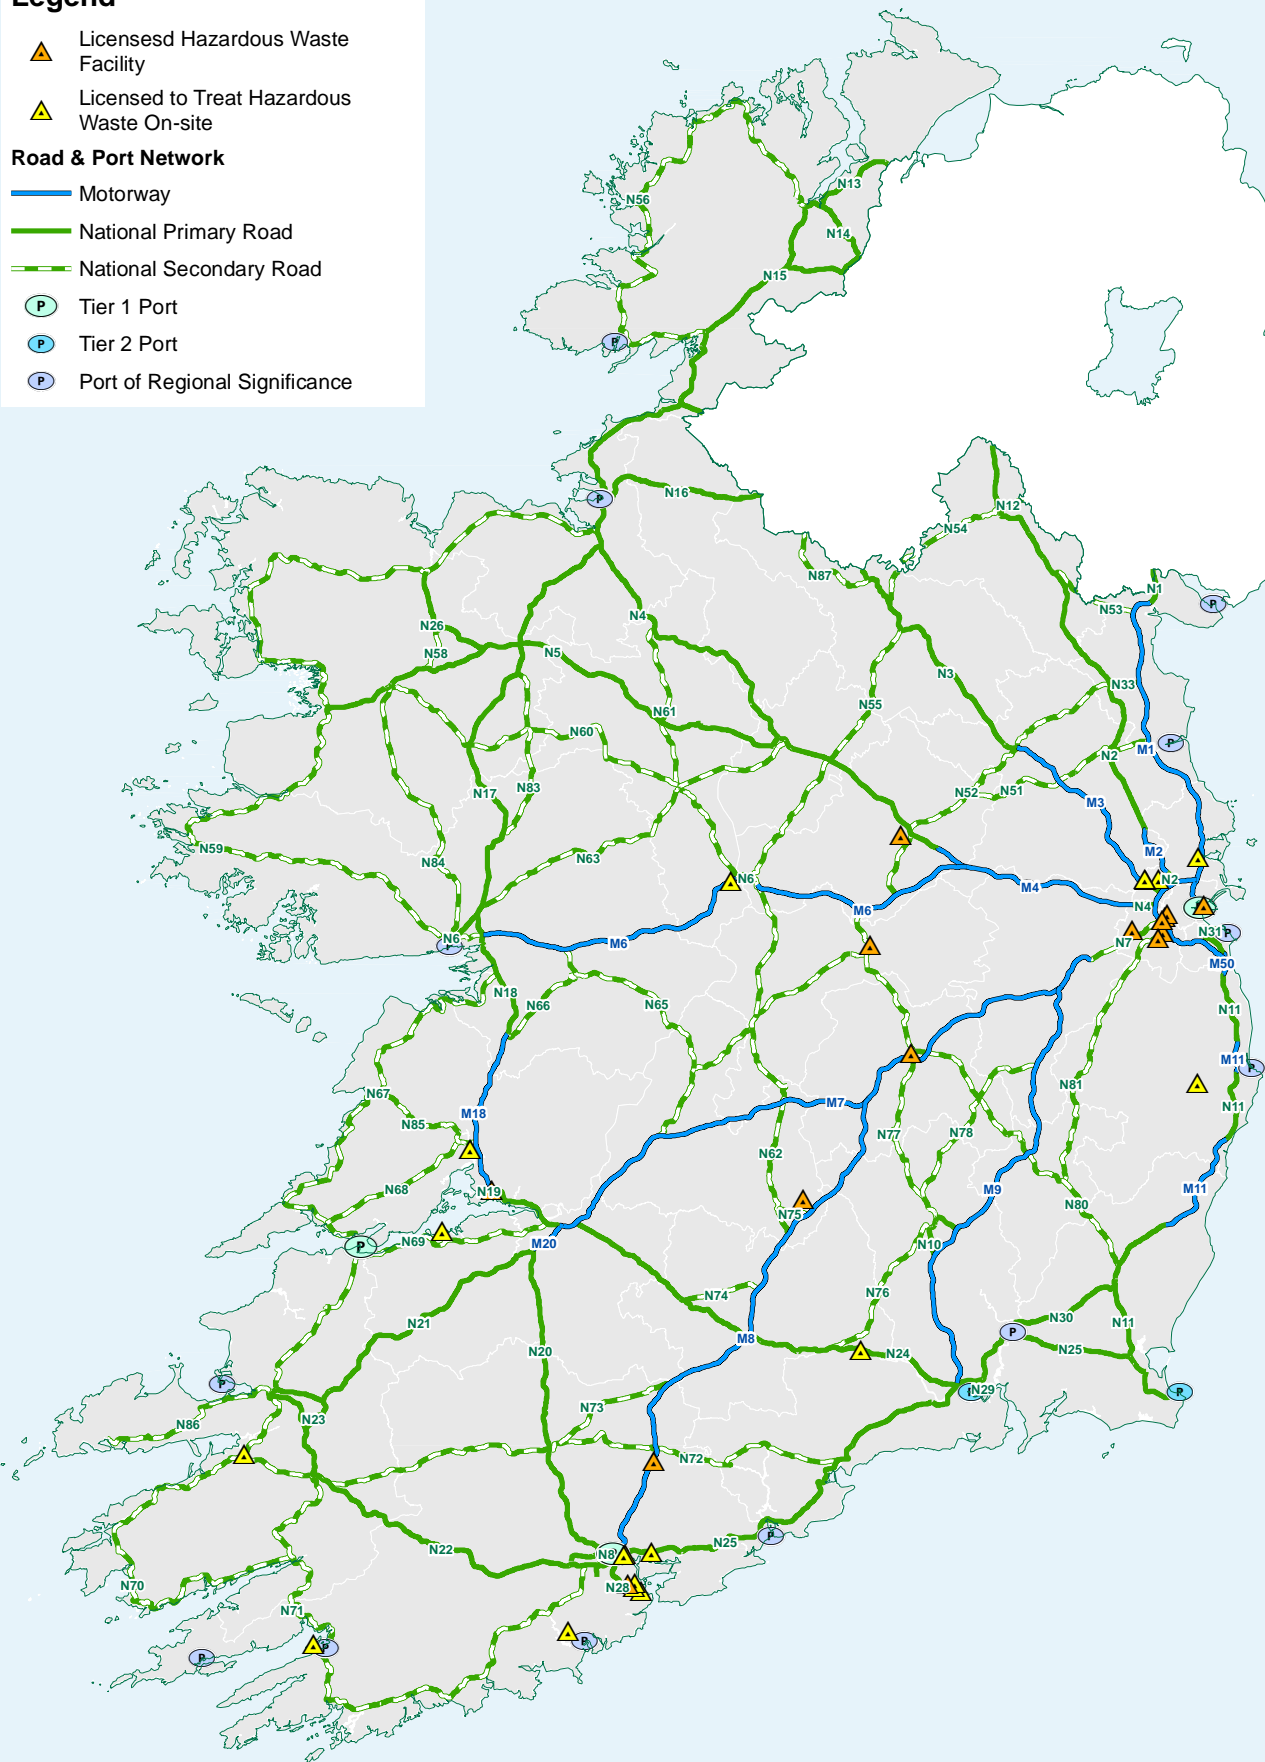 Legend
Licensesd Hazardous Waste
Facility
Licensed to Treat Hazardous
Waste On-site
Road & Port Network
Motorway
National Primary Road
National Secondary Road
P Tier 1 Port
P Tier 2 Port
P Port of Regional Significance
N13
N56
N14
N15
P
N16
P
N12
N54
N87
N1
N53
P
N4
N26
N5
N58
N3
N33
N55
N61
N60
P
M1
N2
N83
N17
N52
N51
M3
N59
M2
N63
N84
N6
N2
M4
N4
M6
N31
P
N6
M6
N7
P
M50
N18
N66
N65
N11
M11
P
N67
N81
M7
N11
M18
N85
N77
N78
N62
N68
N19
M9
M11
N75
N80
N69
P
M20
N10
N74
N76
N30
N21
N11
P
M8
N20
N25
N24
P
N29
P
P
N73
N23
N86
N72
P
N25
N22
N8
N70
N28
N71
P
P
P